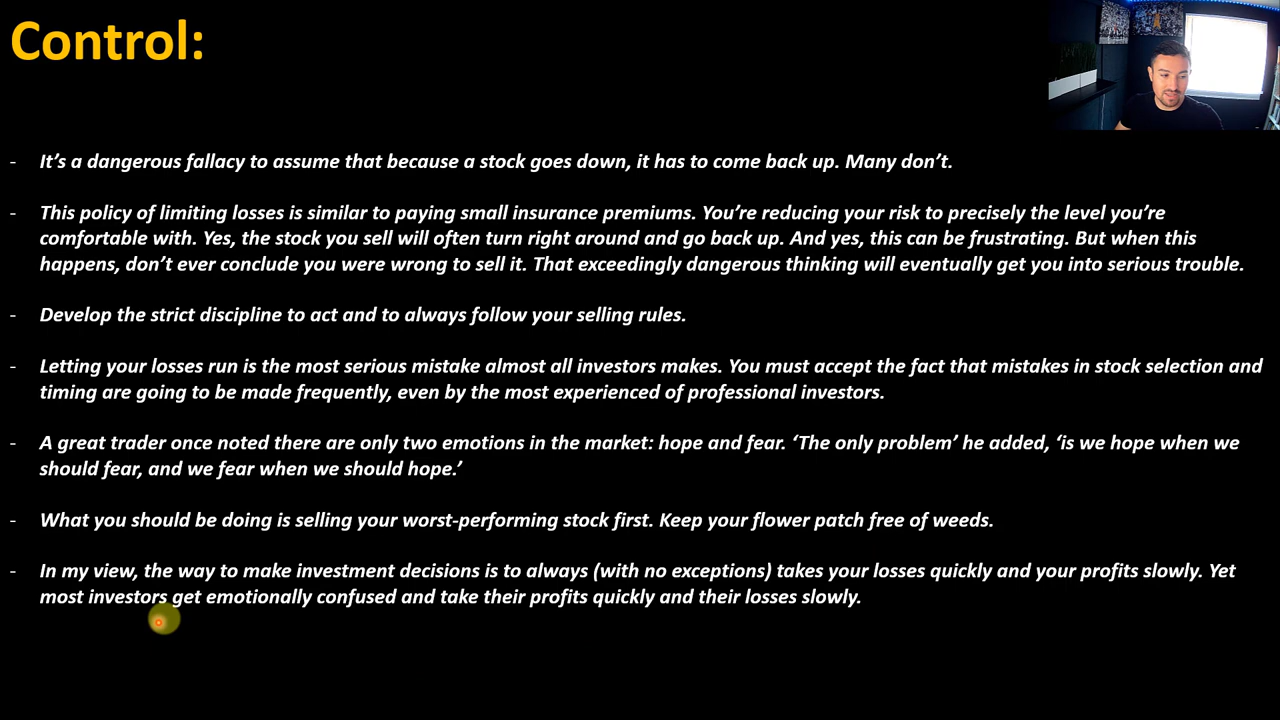 Control:
- It’s a dangerous fallacy to assume that because a stock goes down, it has to come back up. Many don’t.
- This policy of limiting losses is similar to paying small insurance premiums. You’re reducing your risk to precisely the level you’re
comfortable with. Yes, the stock you sell will often turn right around and go back up. And yes, this can be frustrating. But when this
happens, don’t ever conclude you were wrong to sell it. That exceedingly dangerous thinking will eventually get you into serious trouble.
- Develop the strict discipline to act and to always follow your selling rules.
- Letting your losses run is the most serious mistake almost all investors makes. You must accept the fact that mistakes in stock selection and
timing are going to be made frequently, even by the most experienced of professional investors.
- A great trader once noted there are only two emotions in the market: hope and fear. ‘The only problem’ he added, ‘is we hope when we
should fear, and we fear when we should hope.’
- What you should be doing is selling your worst-performing stock first. Keep your flower patch free of weeds.
- In my view, the way to make investment decisions is to always (with no exceptions) takes your losses quickly and your profits slowly. Yet
most investors get emotionally confused and take their profits quickly and their losses slowly.